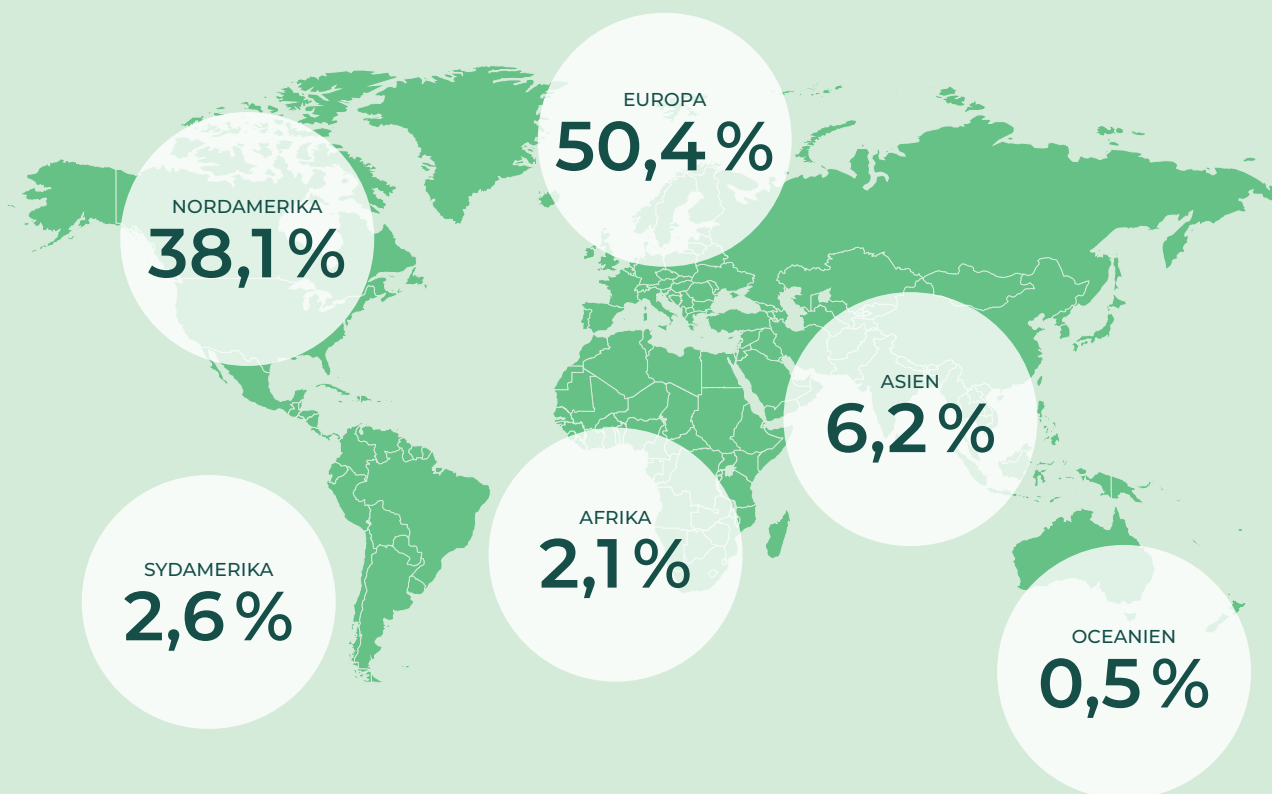 EUROPA
50,4 %
NORDAMERIKA
38,1 %
ASIEN
6,2 %
AFRIKA
2,1 %
SYDAMERIKA
2,6 %
OCEANIEN
0,5 %